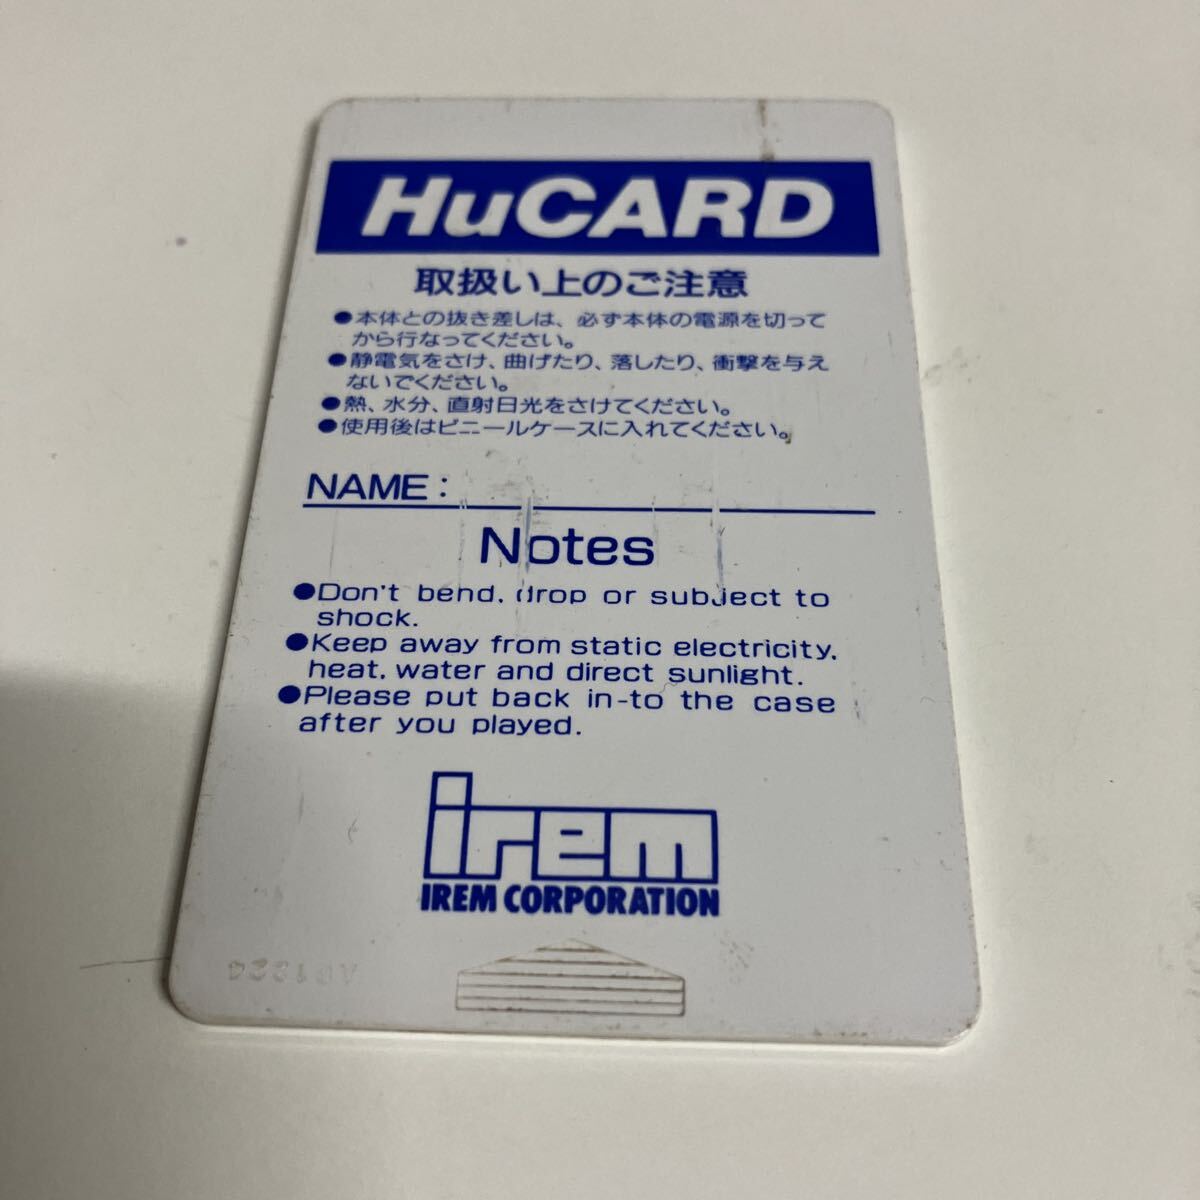 HuCARD
取扱い上のご注意
●本体との抜き差しは、必ず本体の電源を切って
から行なってください。
●静電気をさけ、曲げたり、落したり、衝撃を与え
ないでください。
●熱、水分、直射日光をさけてください。
●使用後はビニールケースに入れてください。
NAME:
Notes
●Don't bend, drop or subject to
shock.
●Keep away from static electricity,
heat, water and direct sunlight.
●Please put back in-to the case
after you played.
irem
IREM CORPORATION